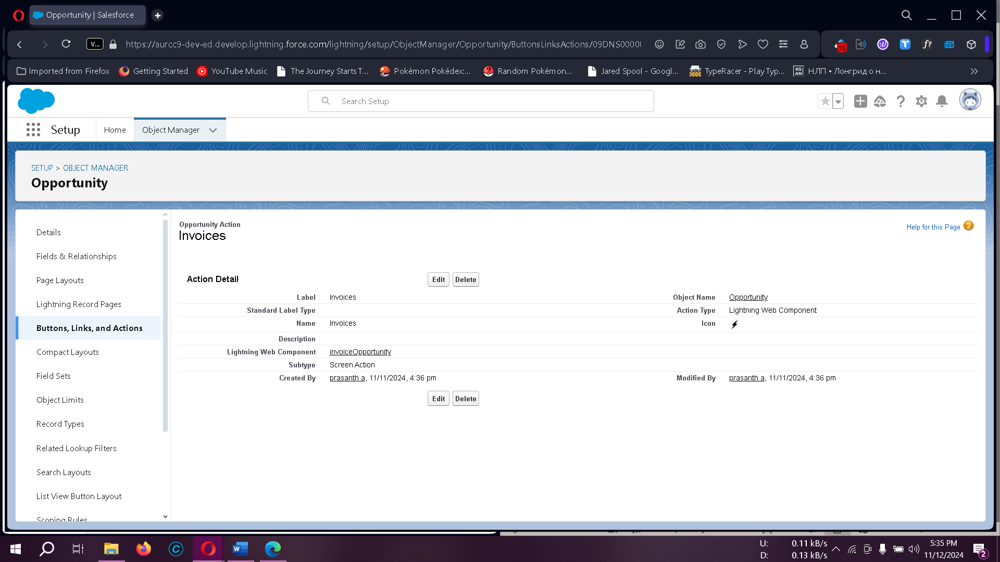 Opportunity | Salesforce
V...
https://aurcc9-dev-ed.develop.lightning.force.com/lightning/setup/ObjectManager/Opportunity/ButtonsLinksActions/09DNS0000
55
f?
Imported from Firefox
Getting Started
YouTube Music
The Journey Starts T...
Pokémon Pokédex:...
Random Pokémon...
Jared Spool - Googl...
TypeRacer - Play Typ...
KS
AN|
НЛП • Лонгрид о н...
Search Setup
Setup
Home
Object Manager
SETUP > OBJECT MANAGER
Opportunity
Details
Fields & Relationships
Page Layouts
Lightning Record Pages
Buttons, Links, and Actions
Compact Layouts
Field Sets
Object Limits
Record Types
Related Lookup Filters
Search Layouts
List View Button Layout
Scoping Rules
Opportunity Action
Invoices
Help for this Page
Action Detail
Edit
Delete
Label Invoices
Object Name Opportunity
Standard Label Type
Action Type Lightning Web Component
Name Invoices
Icon
Description
Lightning Web Component invoiceOpportunity
Subtype Screen Action
Created By prasanth a, 11/11/2024, 4:36 pm
Modified By prasanth a, 11/11/2024, 4:36 pm
Edit
Delete
U: 0.11 kB/s
D: 0.13 kB/s
5:35 PM
11/12/2024
2